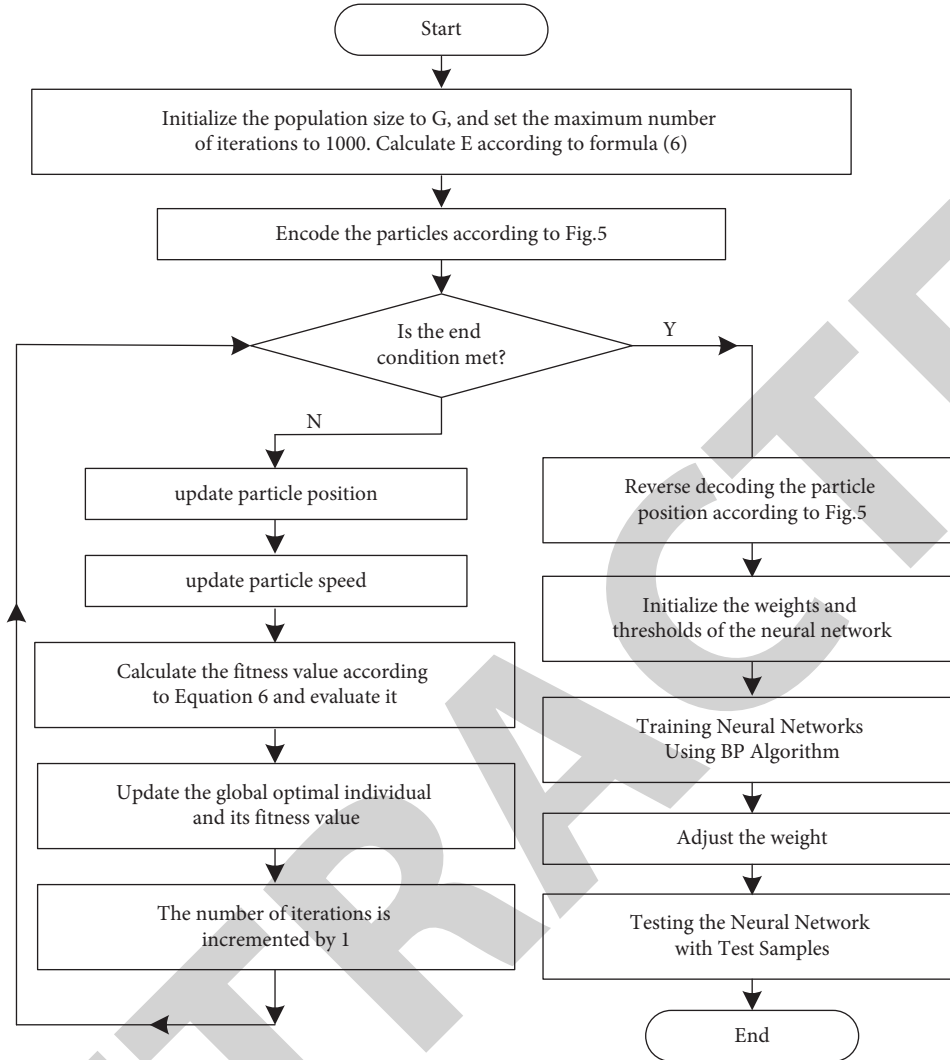 Start
Initialize the population size to G, and set the maximum number
of iterations to 1000. Calculate E according to formula (6)
Encode the particles according to Fig.5
Is the end
condition met?
Y
N
update particle position
update particle speed
Calculate the fitness value according
to Equation 6 and evaluate it
Update the global optimal individual
and its fitness value
The number of iterations is
incremented by 1
Reverse decoding the particle
position according to Fig.5
Initialize the weights and
thresholds of the neural network
Training Neural Networks
Using BP Algorithm
Adjust the weight
Testing the Neural Network
with Test Samples
End